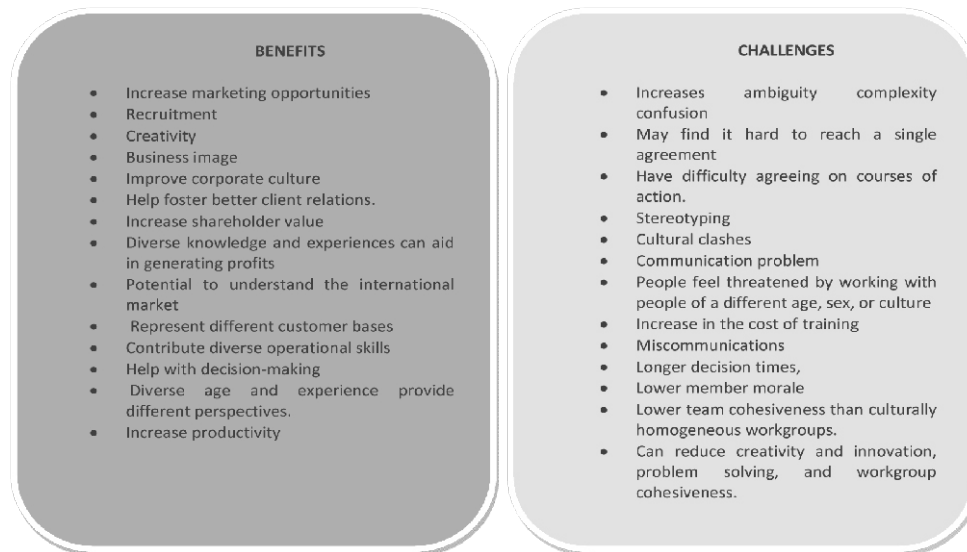 BENEFITS
• Increase marketing opportunities
• Recruitment
• Creativity
• Business image
• Improve corporate culture
• Help foster better client relations.
• Increase shareholder value
• Diverse knowledge and experiences can aid
in generating profits
• Potential to understand the international
market
• Represent different customer bases
• Contribute diverse operational skills
• Help with decision-making
• Diverse age and experience provide
different perspectives.
• Increase productivity
CHALLENGES
• Increases ambiguity complexity
confusion
• May find it hard to reach a single
agreement
• Have difficulty agreeing on courses of
action.
• Stereotyping
• Cultural clashes
• Communication problem
• People feel threatened by working with
people of a different age, sex, or culture
• Increase in the cost of training
• Miscommunications
• Longer decision times,
• Lower member morale
• Lower team cohesiveness than culturally
homogeneous workgroups.
• Can reduce creativity and innovation,
problem solving, and workgroup
cohesiveness.